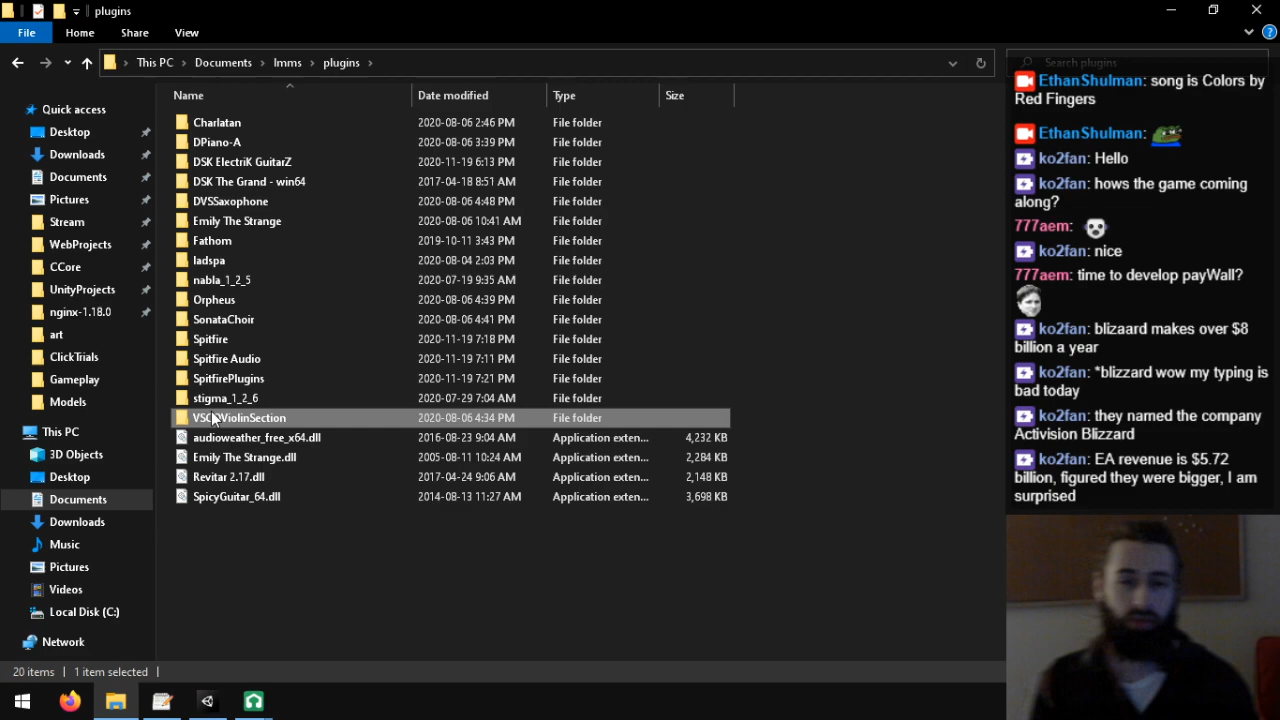 plugins
File
Home
Share
View
This PC
Documents
lmms
plugins
Search plugins
Name
Date modified
Type
Size
Quick access
Desktop
Downloads
Documents
Pictures
Stream
WebProjects
CCore
UnityProjects
nginx-1.18.0
art
ClickTrials
Gameplay
Models
This PC
3D Objects
Desktop
Documents
Downloads
Music
Pictures
Videos
Local Disk (C:)
Network
Charlatan 2020-08-06 2:46 PM File folder
DPiano-A 2020-08-06 3:39 PM File folder
DSK ElectriK GuitarZ 2020-11-19 6:13 PM File folder
DSK The Grand - win64 2017-04-18 8:51 AM File folder
DVSSaxophone 2020-08-06 4:48 PM File folder
Emily The Strange 2020-08-06 10:41 AM File folder
Fathom 2019-10-11 3:43 PM File folder
ladspa 2020-08-04 2:03 PM File folder
nabla_1_2_5 2020-07-19 9:35 AM File folder
Orpheus 2020-08-06 4:39 PM File folder
SonataChoir 2020-08-06 4:41 PM File folder
Spitfire 2020-11-19 7:18 PM File folder
Spitfire Audio 2020-11-19 7:11 PM File folder
SpitfirePlugins 2020-11-19 7:21 PM File folder
stigma_1_2_6 2020-07-29 7:04 AM File folder
2020-08-06 4:34 PM File folder
audioweather_free_x64.dll 2016-08-23 9:04 AM Application exten... 4,232 KB
Emily The Strange.dll 2005-08-11 10:24 AM Application exten... 2,284 KB
Revitar 2.17.dll 2017-04-24 9:06 AM Application exten... 2,148 KB
SpicyGuitar_64.dll 2014-08-13 11:27 AM Application exten... 3,698 KB
20 items
1 item selected
EthanShulman: song is Colors by
Red Fingers
EthanShulman:
ko2fan: Hello
ko2fan: hows the game coming
along?
777aem:
ko2fan: nice
777aem: time to develop payWall?
ko2fan: blizaard makes over $8
billion a year
ko2fan: *blizzard wow my typing is
bad today
ko2fan: they named the company
Activision Blizzard
ko2fan: EA revenue is $5.72
billion, figured they were bigger, I am
surprised